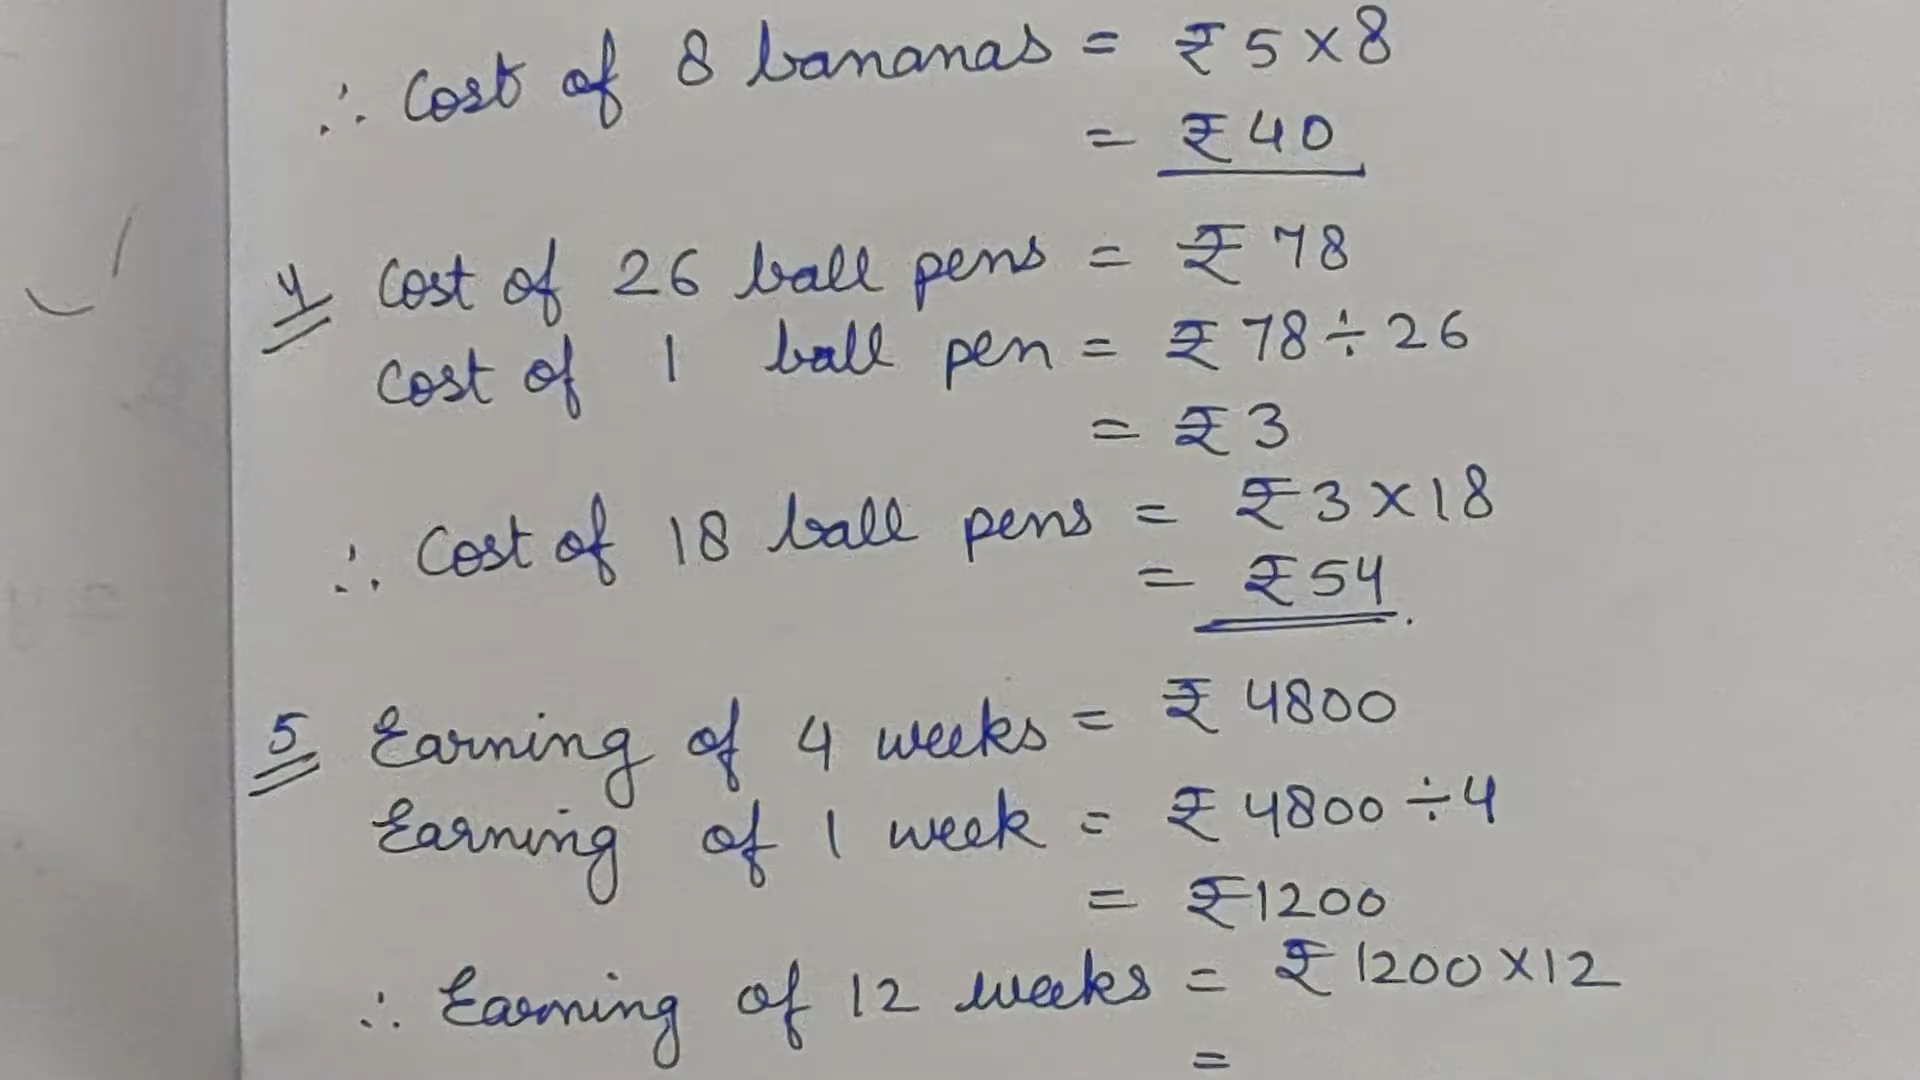 ∴ Cost of 8 bananas = ₹ 5 × 8
= ₹ 40
4 Cost of 26 ball pens = ₹ 78
Cost of 1 ball pen = ₹ 78 ÷ 26
= ₹ 3
∴ Cost of 18 ball pens = ₹ 3 × 18
= ₹ 54.
5 Earning of 4 weeks = ₹ 4800
Earning of 1 week = ₹ 4800 ÷ 4
= ₹ 1200
∴ Earning of 12 weeks = ₹ 1200 × 12
=